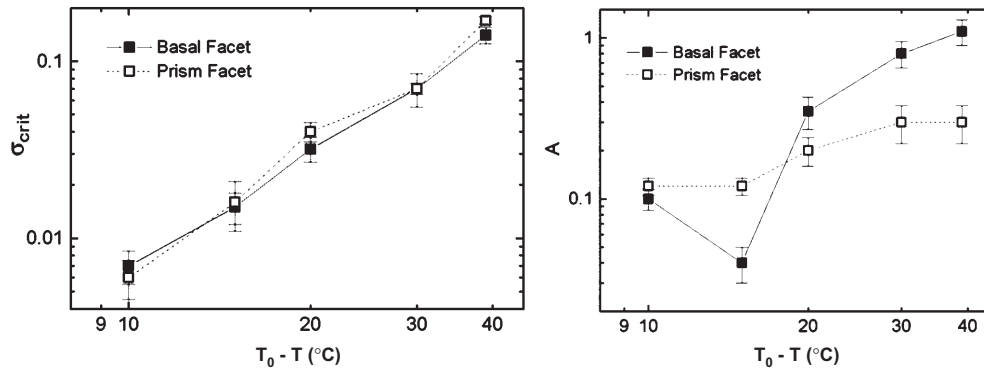 Basal Facet
Prism Facet
0.1
0.01
σcrit
9 10 20 30 40
T0 - T (°C)
Basal Facet
Prism Facet
1
0.1
A
9 10 20 30 40
T0 - T (°C)